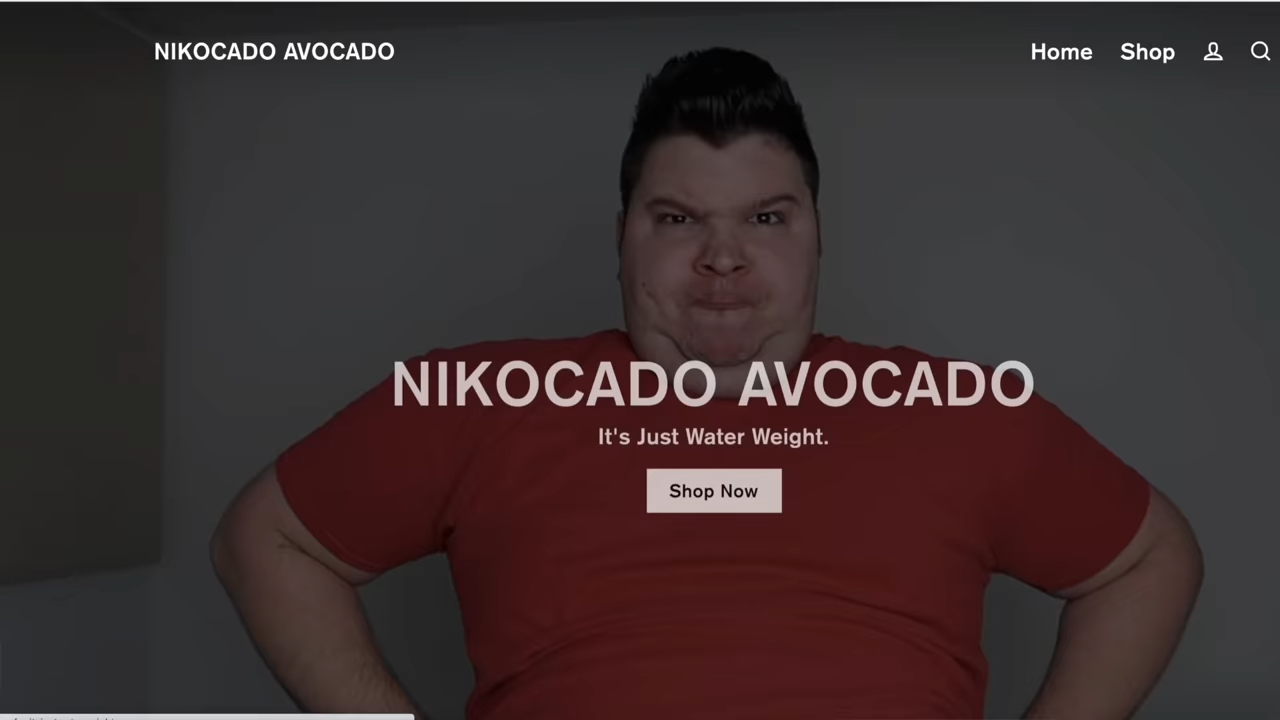 NIKOCADO AVOCADO
Home Shop
NIKOCADO AVOCADO
It's Just Water Weight.
Shop Now